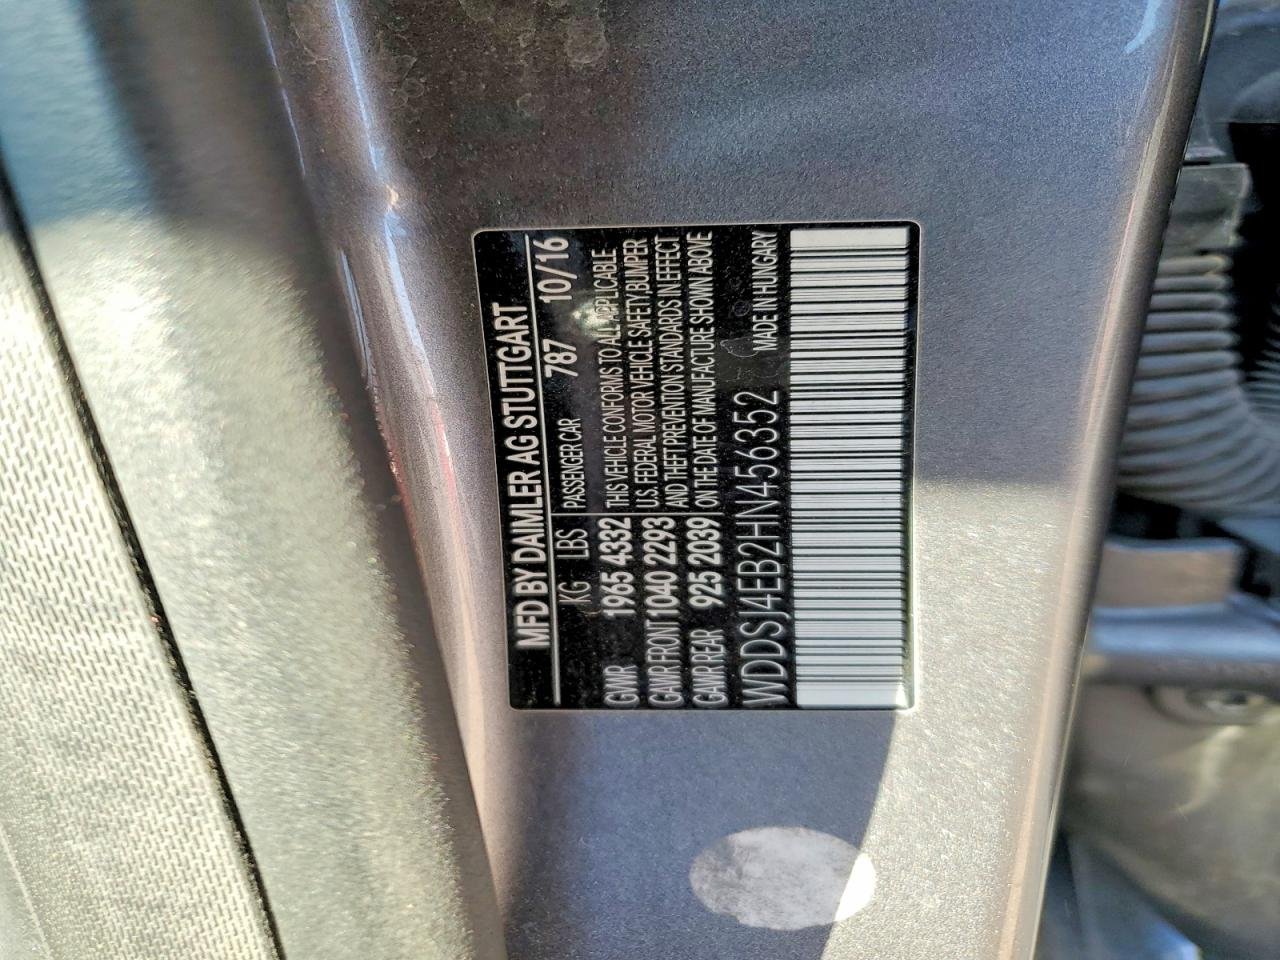 MFD BY DAIMLER AG STUTTGART
KG LBS PASSENGER CAR 787 10/16
GWR 1965 4332 THIS VEHICLE CONFORMS TO ALL APPLICABLE
U.S. FEDERAL MOTOR VEHICLE SAFETY, BUMPER
GAWR FRONT 1040 2293 AND THEFT PREVENTION STANDARDS IN EFFECT
GAWR REAR 925 2039 ON THE DATE OF MANUFACTURE SHOWN ABOVE
WDDSJ4EB2HN456352 MADE IN HUNGARY